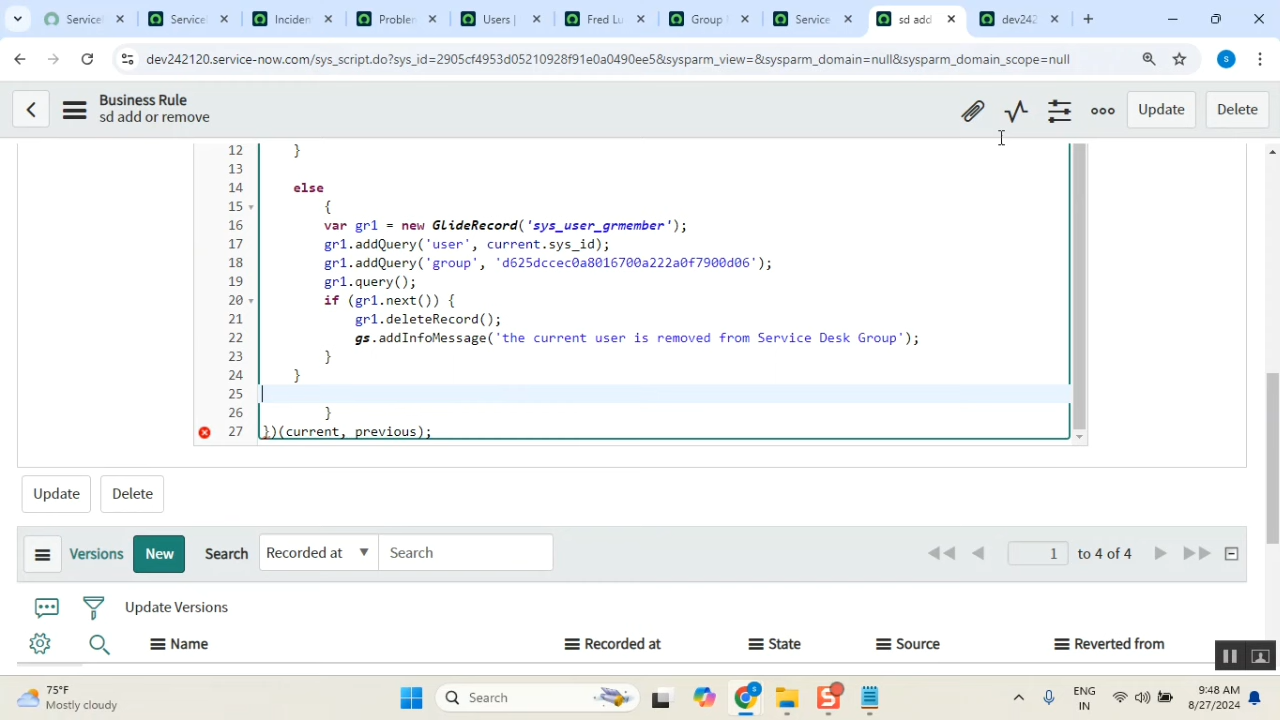 Service
Service
Inciden
Problen
Users |
Fred Lu
Group
Service
sd add
dev242
dev242120.service-now.com/sys_script.do?sys_id=2905cf4953d05210928f91e0a0490ee5&sysparm_view=&sysparm_domain=null&sysparm_domain_scope=null
S
Business Rule
sd add or remove
Update
Delete
12 }
13
14 else
15 {
16 var gr1 = new GlideRecord('sys_user_grmember');
17 gr1.addQuery('user', current.sys_id);
18 gr1.addQuery('group', 'd625dccec0a8016700a222a0f7900d06');
19 gr1.query();
20 if (gr1.next()) {
21 gr1.deleteRecord();
22 gs.addInfoMessage('the current user is removed from Service Desk Group');
23 }
24 }
25
26 }
27 })(current, previous);
Update
Delete
Versions
New
Search
Recorded at
Search
1
to 4 of 4
Update Versions
Name
Recorded at
State
Source
Reverted from
75°F
Mostly cloudy
Search
ENG
IN
9:48 AM
8/27/2024